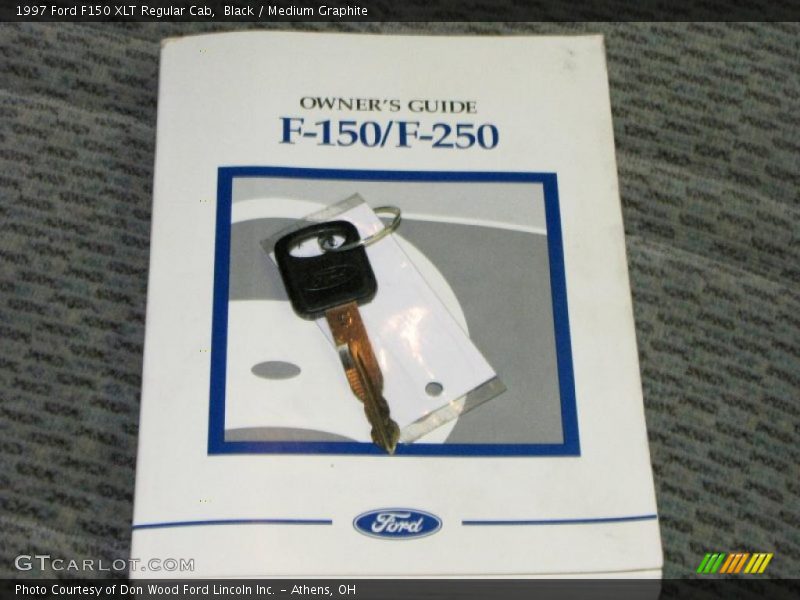 1997 Ford F150 XLT Regular Cab,  Black / Medium Graphite
OWNER'S GUIDE
F-150/F-250
Ford
GTCARLOT.COM
Photo Courtesy of Don Wood Ford Lincoln Inc. - Athens, OH